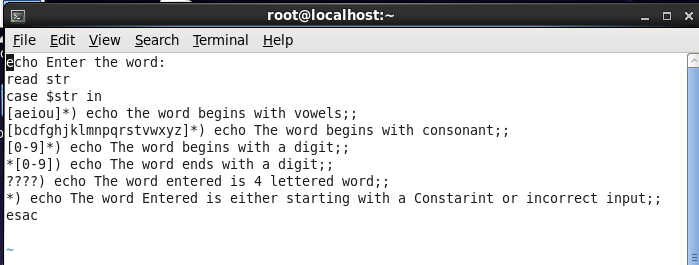 root@localhost:~
File Edit View Search Terminal Help
echo Enter the word:
read str
case $str in
[aeiou]*) echo the word begins with vowels;;
[bcdfghjklmnpqrstvwxyz]*) echo The word begins with consonant;;
[0-9]*) echo The word begins with a digit;;
*[0-9]) echo The word ends with a digit;;
????) echo The word entered is 4 lettered word;;
*) echo The word Entered is either starting with a Constarint or incorrect input;;
esac
~